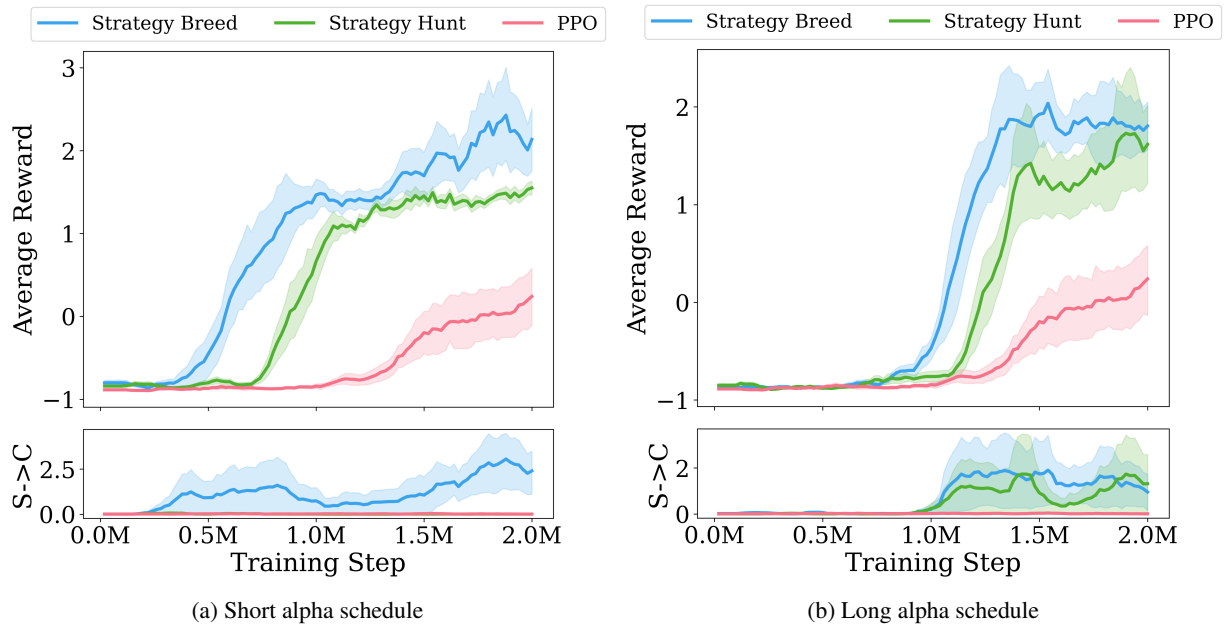 Strategy Breed Strategy Hunt PPO
3
2
1
0
−1
Average Reward
2.5
0.0
S->C
0.0M 0.5M 1.0M 1.5M 2.0M
Training Step
(a) Short alpha schedule
Strategy Breed Strategy Hunt PPO
2
1
0
−1
Average Reward
2
0
S->C
0.0M 0.5M 1.0M 1.5M 2.0M
Training Step
(b) Long alpha schedule